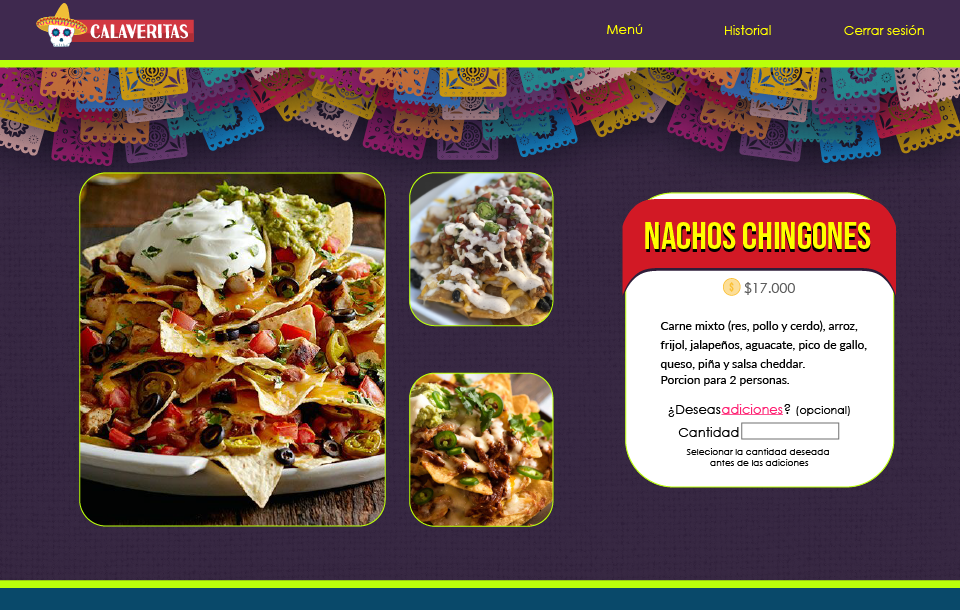 CALAVERITAS
Menú
Historial
Cerrar sesión
NACHOS CHINGONES
$ $17.000
Carne mixto (res, pollo y cerdo), arroz,
frijol, jalapeños, aguacate, pico de gallo,
queso, piña y salsa cheddar.
Porcion para 2 personas.
¿Deseas adiciones? (opcional)
Cantidad
Selecionar la cantidad deseada
antes de las adiciones